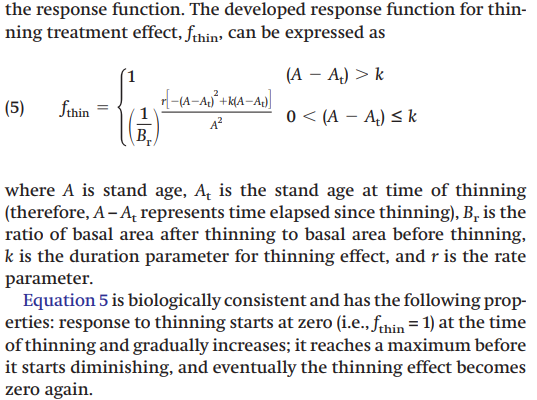 the response function. The developed response function for thin-
ning treatment effect, f_thin, can be expressed as
(5) f_thin = { 1 (A − A_t) > k
(1/B_r)^(r[−(A−A_t)^2+k(A−A_t)]/A^2) 0 < (A − A_t) ≤ k
where A is stand age, A_t is the stand age at time of thinning
(therefore, A − A_t represents time elapsed since thinning), B_r is the
ratio of basal area after thinning to basal area before thinning,
k is the duration parameter for thinning effect, and r is the rate
parameter.
Equation 5 is biologically consistent and has the following prop-
erties: response to thinning starts at zero (i.e., f_thin = 1) at the time
of thinning and gradually increases; it reaches a maximum before
it starts diminishing, and eventually the thinning effect becomes
zero again.